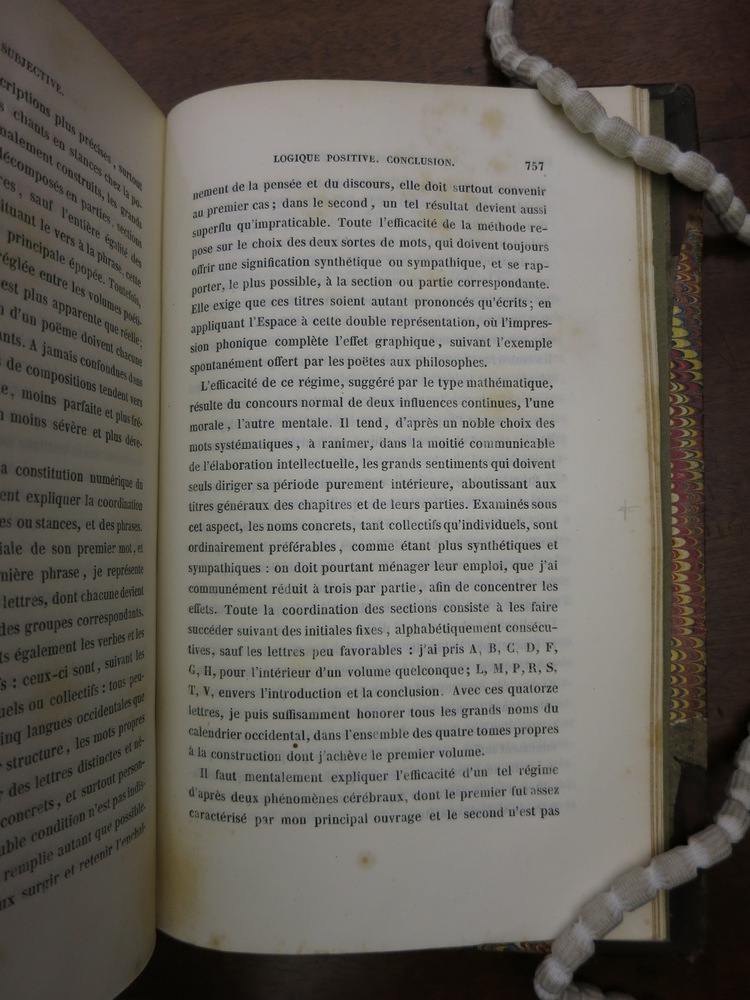 SUBJECTIVE.
criptions plus précises, surtout
s chants en stances chez la po-
nalement construits, les grands
décomposés en parties, sections
res, sauf l'entière égalité des
ituant le vers à la phrase, cette
principale épopée. Toutefois,
réglée entre les volumes poéti-
est plus apparente que réelle;
n d'un poëme doivent chacune
ants. A jamais confondues dans
s de compositions tendent vers
e, moins parfaite et plus fré-
n moins sévère et plus déve-
a constitution numérique du
ent expliquer la coordination
es ou stances, et des phrases.
iale de son premier mot, et
nière phrase, je représente
lettres, dont chacune devient
des groupes correspondants.
ts également les verbes et les
fs : ceux-ci sont, suivant les
uels ou collectifs : tous peu-
inq langues occidentales que
structure, les mots propres
r des lettres distinctes et né-
concrets, et surtout person-
uble condition n'est pas indis-
remplie autant que possible.
ux surgir et retenir l'enchaî-
LOGIQUE POSITIVE. CONCLUSION. 757
nement de la pensée et du discours, elle doit surtout convenir
au premier cas; dans le second, un tel résultat devient aussi
superflu qu'impraticable. Toute l'efficacité de la méthode re-
pose sur le choix des deux sortes de mots, qui doivent toujours
offrir une signification synthétique ou sympathique, et se rap-
porter, le plus possible, à la section ou partie correspondante.
Elle exige que ces titres soient autant prononcés qu'écrits; en
appliquant l'Espace à cette double représentation, où l'impres-
sion phonique complète l'effet graphique, suivant l'exemple
spontanément offert par les poëtes aux philosophes.
L'efficacité de ce régime, suggéré par le type mathématique,
résulte du concours normal de deux influences continues, l'une
morale, l'autre mentale. Il tend, d'après un noble choix des
mots systématiques, à ranimer, dans la moitié communicable
de l'élaboration intellectuelle, les grands sentiments qui doivent
seuls diriger sa période purement intérieure, aboutissant aux
titres généraux des chapitres et de leurs parties. Examinés sous
cet aspect, les noms concrets, tant collectifs qu'individuels, sont
ordinairement préférables, comme étant plus synthétiques et
sympathiques : on doit pourtant ménager leur emploi, que j'ai
communément réduit à trois par partie, afin de concentrer les
effets. Toute la coordination des sections consiste à les faire
succéder suivant des initiales fixes, alphabétiquement consécu-
tives, sauf les lettres peu favorables : j'ai pris A, B, C, D, F,
G, H, pour l'intérieur d'un volume quelconque; L, M, P, R, S,
T, V, envers l'introduction et la conclusion. Avec ces quatorze
lettres, je puis suffisamment honorer tous les grands noms du
calendrier occidental, dans l'ensemble des quatre tomes propres
à la construction dont j'achève le premier volume.
Il faut mentalement expliquer l'efficacité d'un tel régime
d'après deux phénomènes cérébraux, dont le premier fut assez
caractérisé par mon principal ouvrage et le second n'est pas